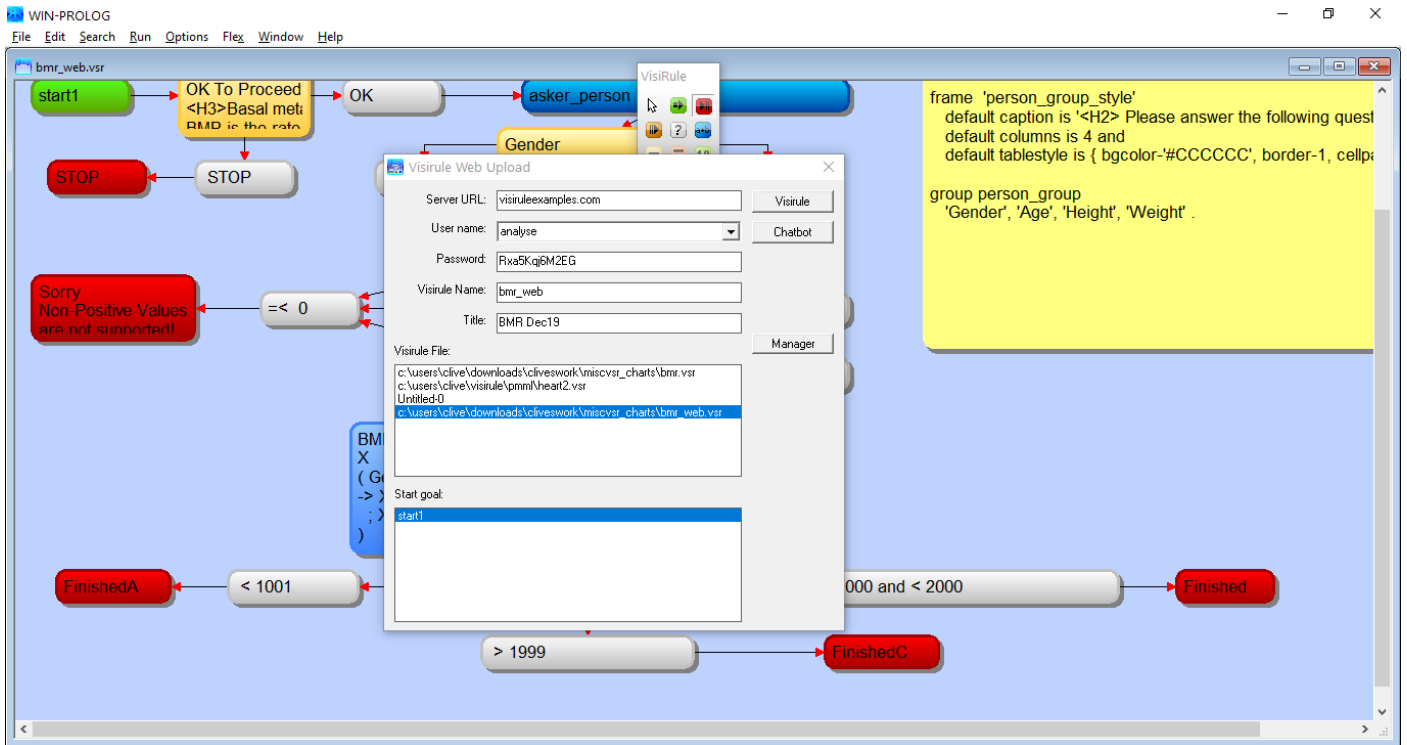 WIN-PROLOG
File Edit Search Run Options Flex Window Help
bmr_web.vsr
start1
OK To Proceed
<H3>Basal meta
BMR is the rate
OK
asker_person
VisiRule
Gender
STOP
STOP
frame 'person_group_style'
default caption is '<H2> Please answer the following quest
default columns is 4 and
default tablestyle is { bgcolor-'#CCCCCC', border-1, cellpa
group person_group
'Gender', 'Age', 'Height', 'Weight' .
Sorry
Non-Positive Values
are not supported!
=< 0
Visirule Web Upload
Server URL: visiruleexamples.com Visirule
User name: analyse Chatbot
Password: Rxa5Kqj6M2EG
Visirule Name: bmr_web
Title: BMR Dec19
Manager
Visirule File:
c:\users\clive\downloads\cliveswork\miscvsr_charts\bmr.vsr
c:\users\clive\visirule\pmml\heart2.vsr
Untitled-0
c:\users\clive\downloads\cliveswork\miscvsr_charts\bmr_web.vsr
Start goal:
start1
BM
X
( Ge
-> X
; X
)
FinishedA
< 1001
000 and < 2000
Finished
> 1999
FinishedC